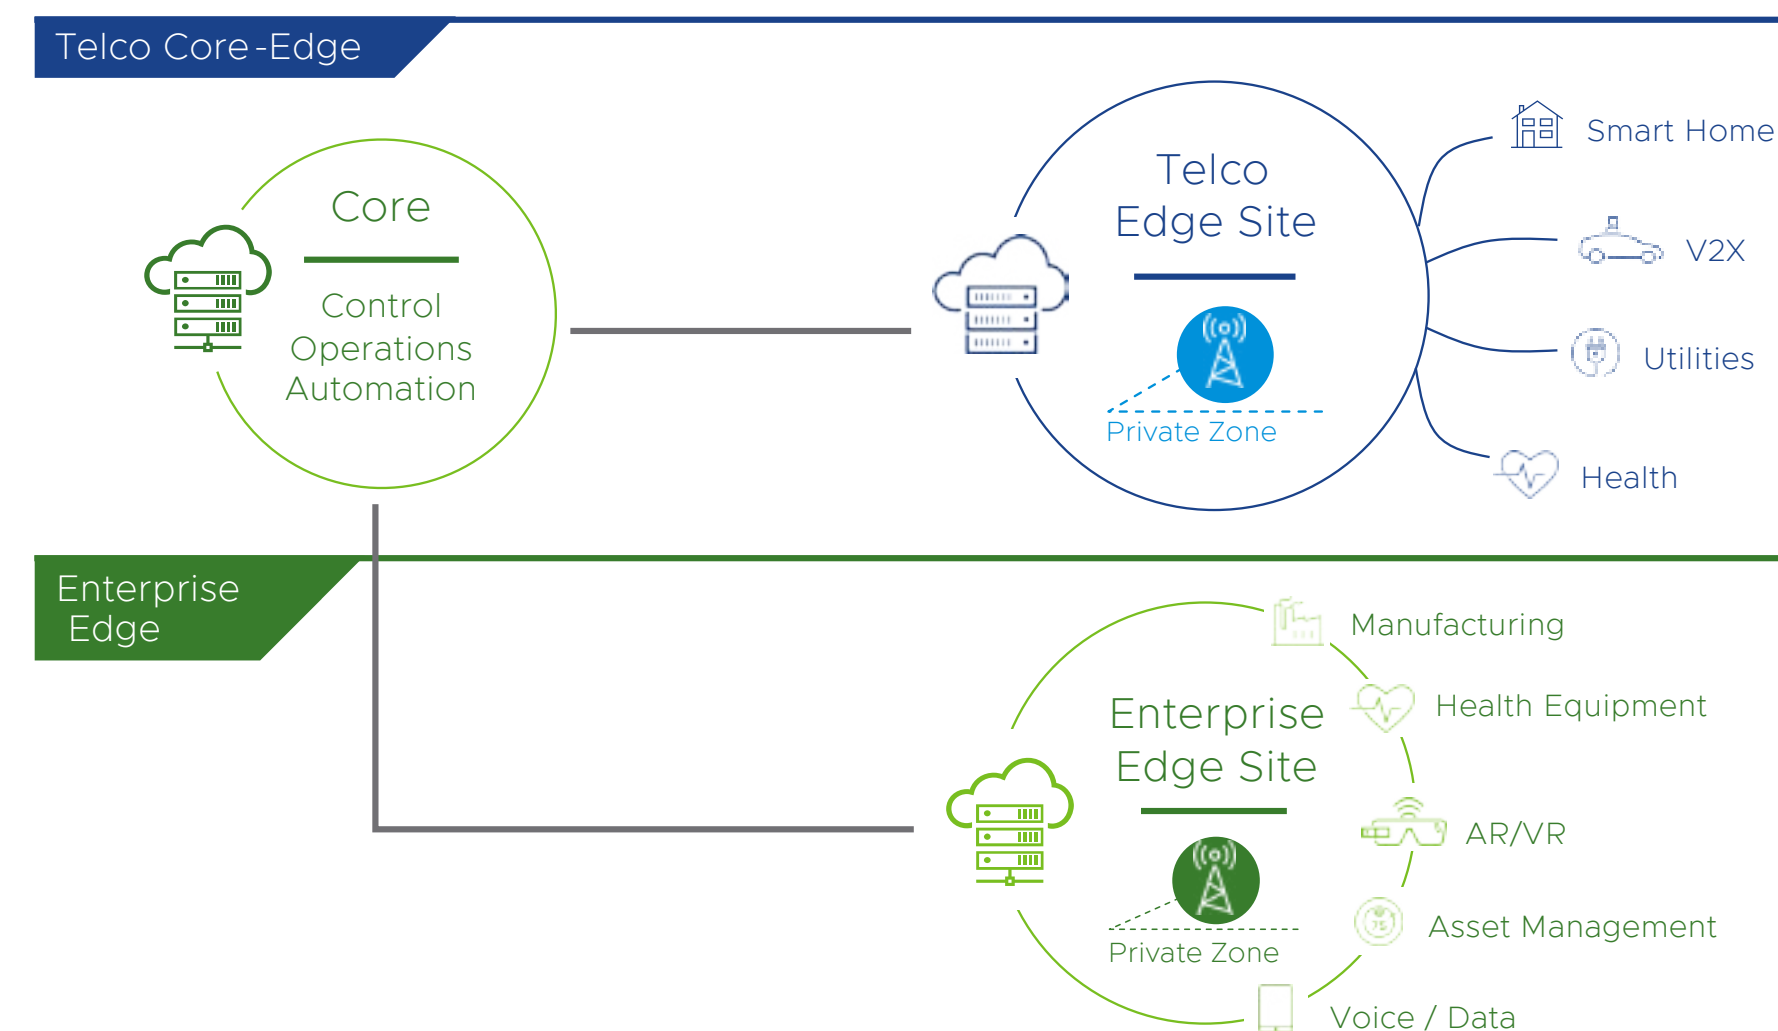 Telco Core-Edge
Core
Control
Operations
Automation
Telco
Edge Site
Private Zone
Smart Home
V2X
Utilities
Health
Enterprise
Edge
Enterprise
Edge Site
Private Zone
Manufacturing
Health Equipment
AR/VR
Asset Management
Voice / Data